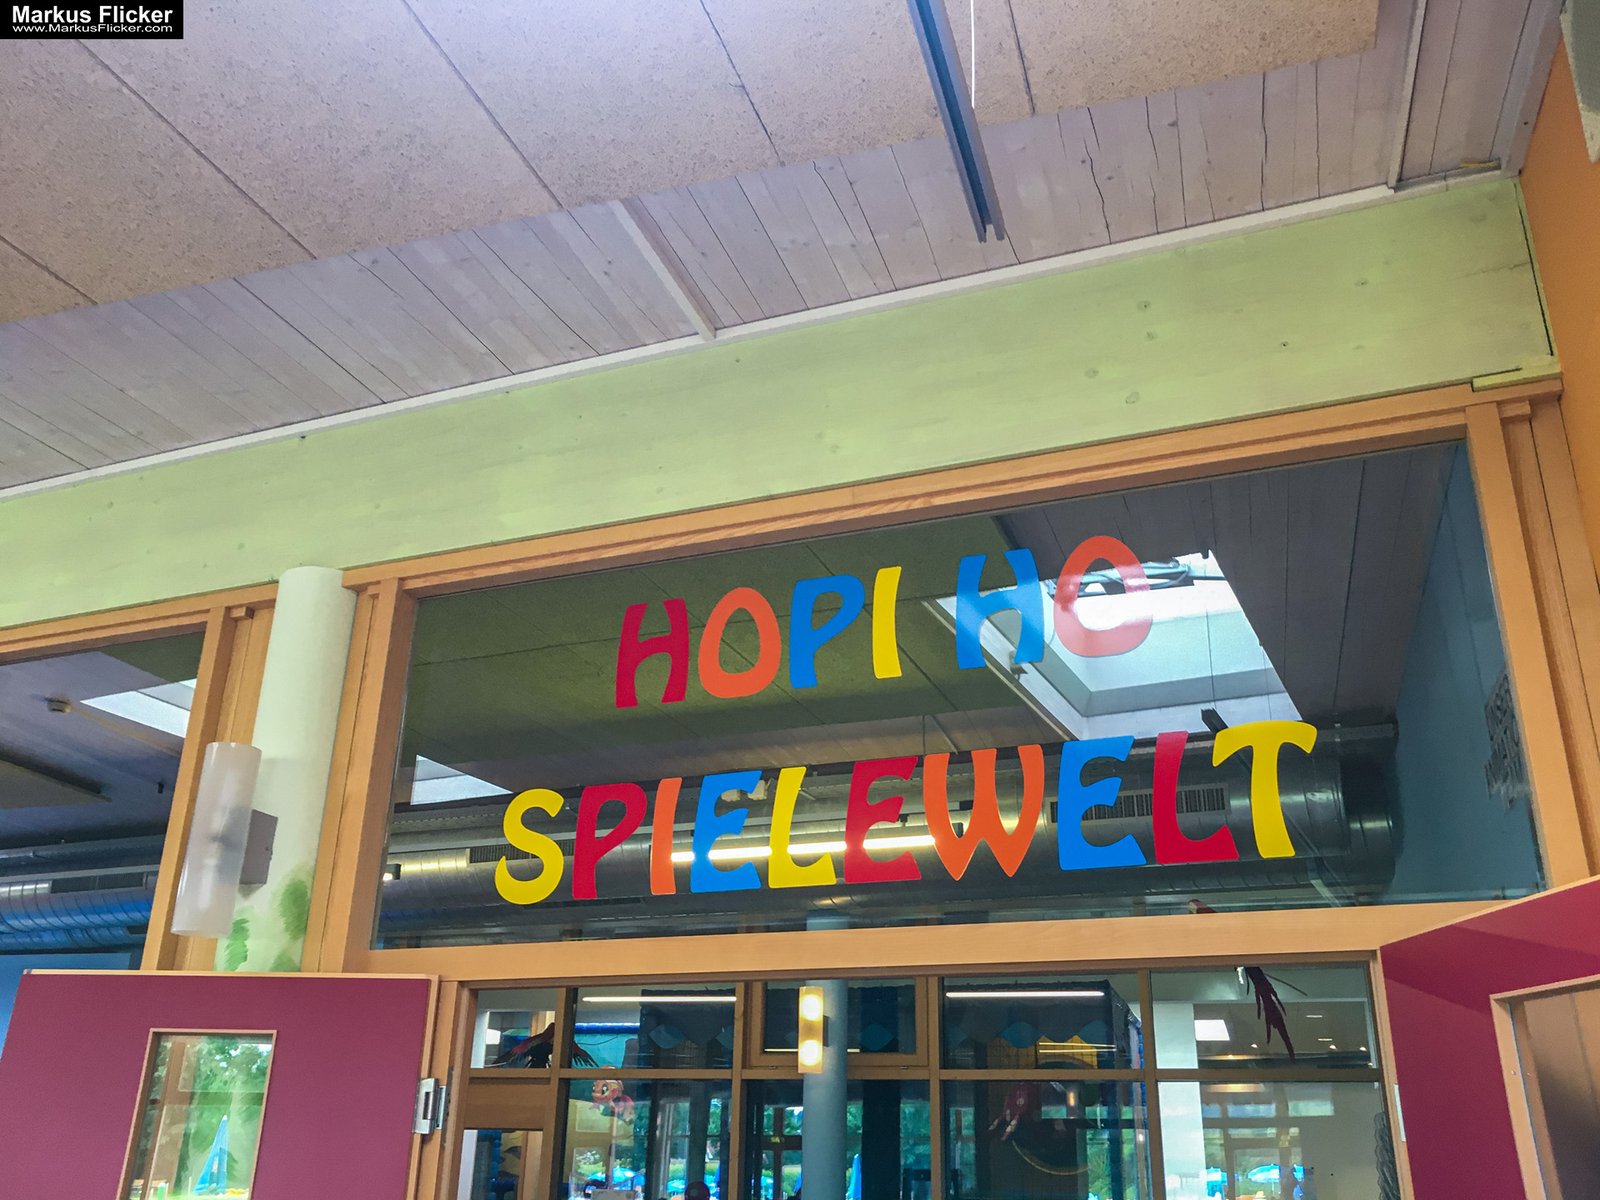 Markus Flicker
www.MarkusFlicker.com
HOPI HO
SPIELEWELT